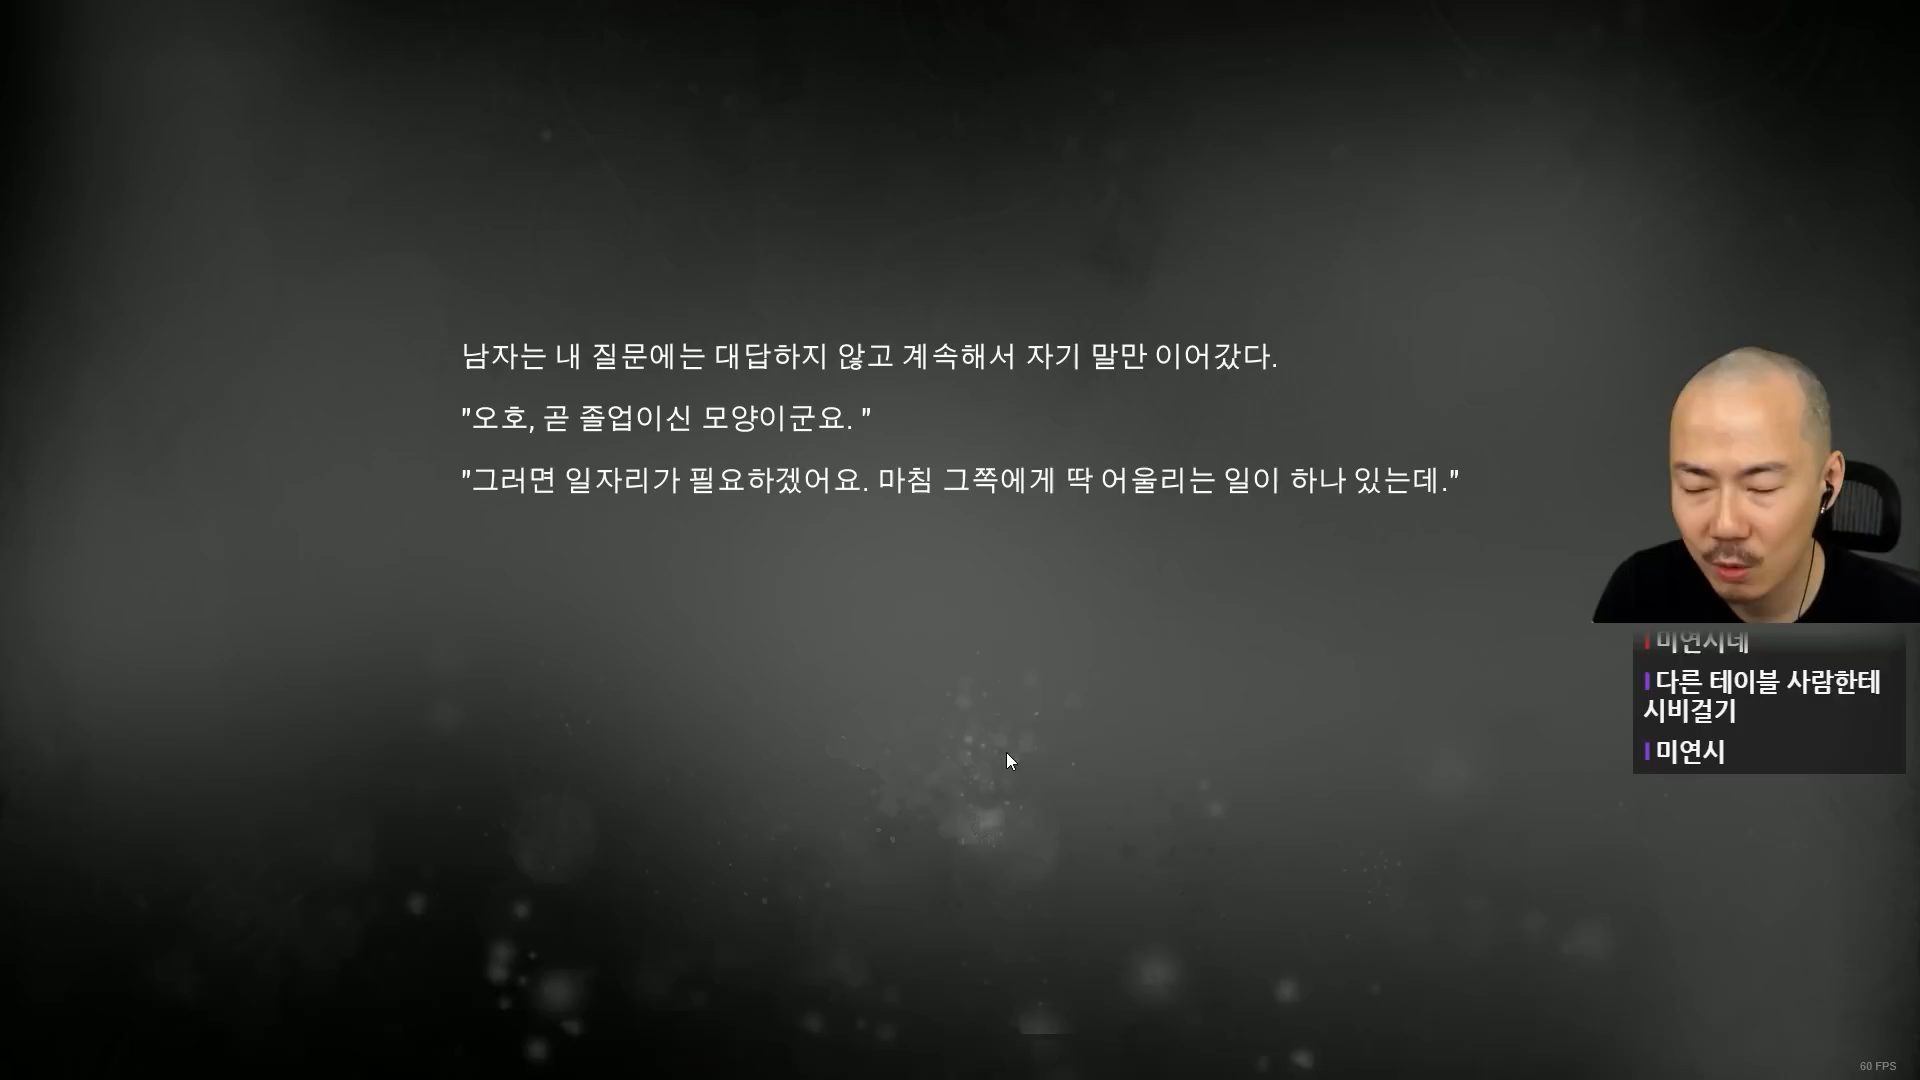 남자는 내 질문에는 대답하지 않고 계속해서 자기 말만 이어갔다.
"오호, 곧 졸업이신 모양이군요. "
"그러면 일자리가 필요하겠어요. 마침 그쪽에게 딱 어울리는 일이 하나 있는데."
미연시네
다른 테이블 사람한테
시비걸기
미연시
60 FPS